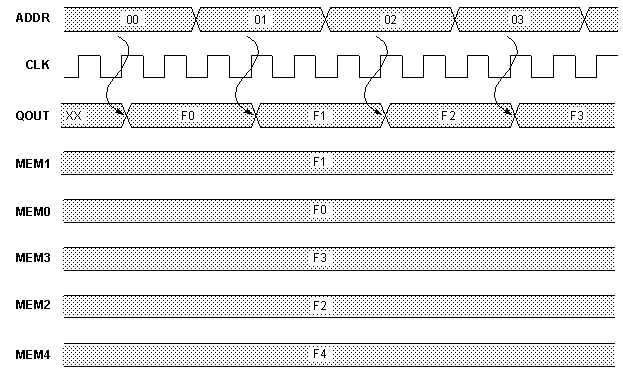 ADDR 00 01 02 03
CLK
QOUT XX F0 F1 F2 F3
MEM1 F1
MEM0 F0
MEM3 F3
MEM2 F2
MEM4 F4